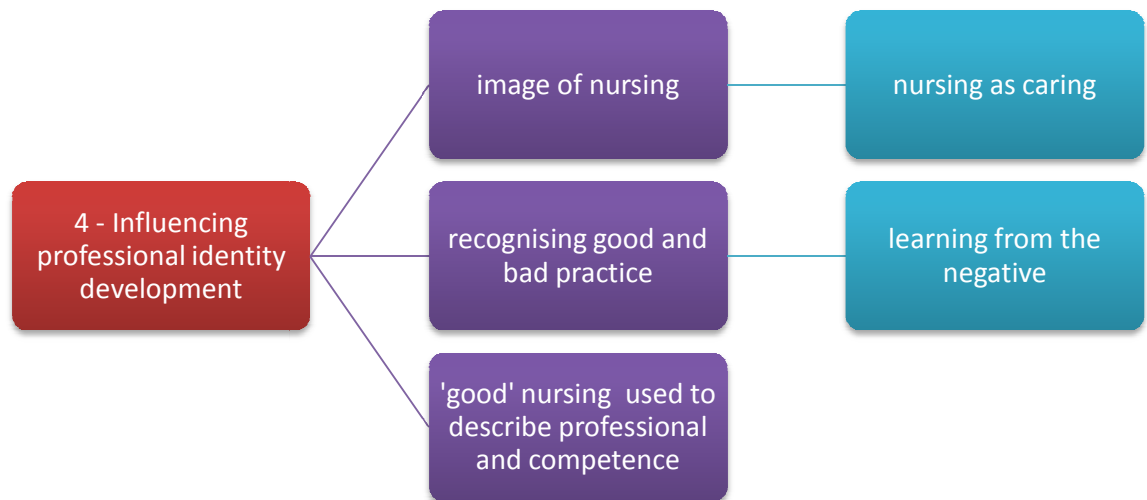 image of nursing
nursing as caring
4 - Influencing
professional identity
development
recognising good and
bad practice
learning from the
negative
'good' nursing  used to
describe professional
and competence